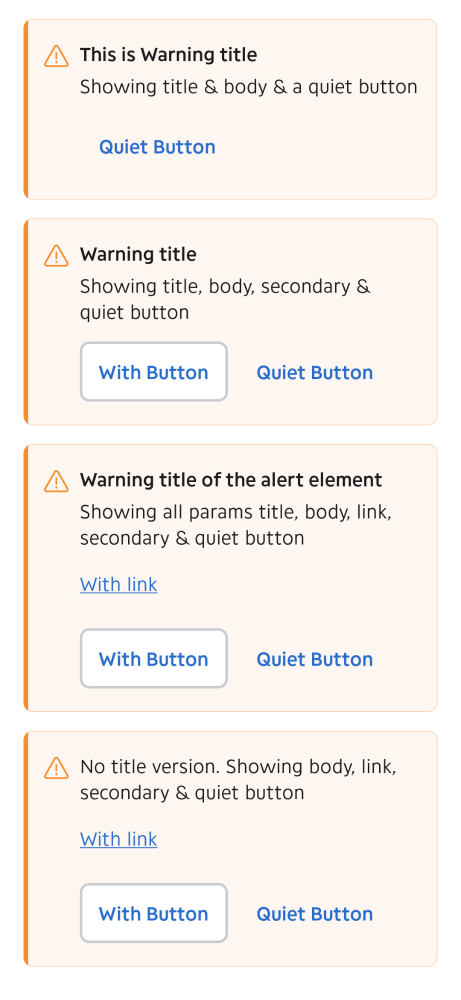 This is Warning title
Showing title & body & a quiet button
Quiet Button
Warning title
Showing title, body, secondary &
quiet button
With Button Quiet Button
Warning title of the alert element
Showing all params title, body, link,
secondary & quiet button
With link
With Button Quiet Button
No title version. Showing body, link,
secondary & quiet button
With link
With Button Quiet Button